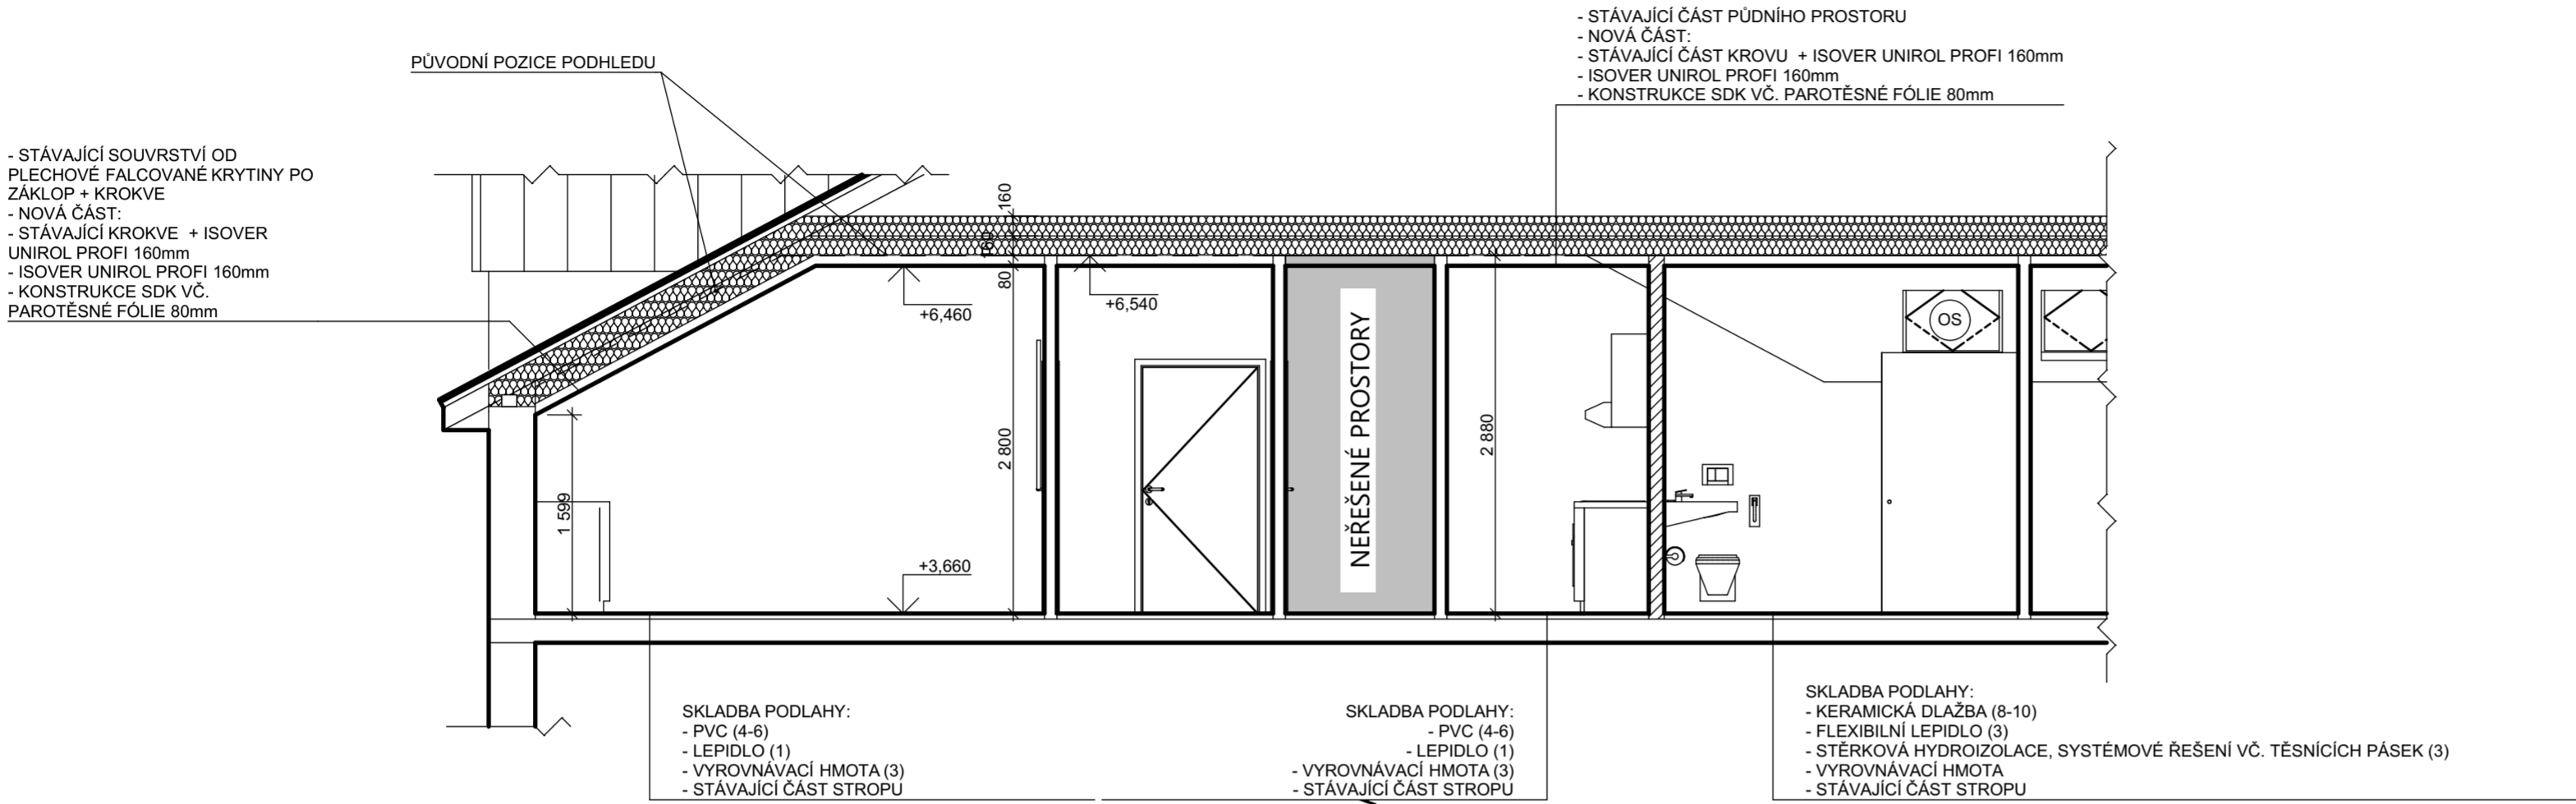 - STÁVAJÍCÍ ČÁST PŮDNÍHO PROSTORU
- NOVÁ ČÁST:
- STÁVAJÍCÍ ČÁST KROVU + ISOVER UNIROL PROFI 160mm
- ISOVER UNIROL PROFI 160mm
- KONSTRUKCE SDK VČ. PAROTĚSNÉ FÓLIE 80mm
PŮVODNÍ POZICE PODHLEDU
- STÁVAJÍCÍ SOUVRSTVÍ OD
PLECHOVÉ FALCOVANÉ KRYTINY PO
ZÁKLOP + KROKVE
- NOVÁ ČÁST:
- STÁVAJÍCÍ KROKVE + ISOVER
UNIROL PROFI 160mm
- ISOVER UNIROL PROFI 160mm
- KONSTRUKCE SDK VČ.
PAROTĚSNÉ FÓLIE 80mm
160
160
80
+6,460
+6,540
OS
NEŘEŠENÉ PROSTORY
2 800
2 880
1 599
+3,660
SKLADBA PODLAHY:
- PVC (4-6)
- LEPIDLO (1)
- VYROVNÁVACÍ HMOTA (3)
- STÁVAJÍCÍ ČÁST STROPU
SKLADBA PODLAHY:
- PVC (4-6)
- LEPIDLO (1)
- VYROVNÁVACÍ HMOTA (3)
- STÁVAJÍCÍ ČÁST STROPU
SKLADBA PODLAHY:
- KERAMICKÁ DLAŽBA (8-10)
- FLEXIBILNÍ LEPIDLO (3)
- STĚRKOVÁ HYDROIZOLACE, SYSTÉMOVÉ ŘEŠENÍ VČ. TĚSNÍCÍCH PÁSEK (3)
- VYROVNÁVACÍ HMOTA
- STÁVAJÍCÍ ČÁST STROPU